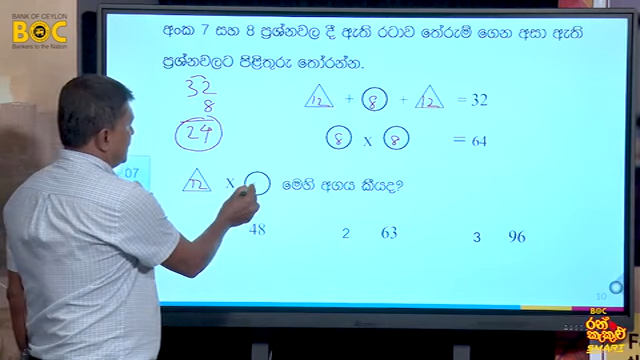 BANK OF CEYLON
BOC
Bankers to the Nation
අංක 7 සහ 8 ප්‍රශ්නවල දී ඇති රටාව තේරුම් ගෙන අසා ඇති
ප්‍රශ්නවලට පිළිතුරු තෝරන්න.
32
8
24
12 + 8 + 12 = 32
8 x 8 = 64
07
12 x මෙහි අගය කීයද?
48 2 63 3 96
10
BOC
රන් කැකුළු
SMART
F